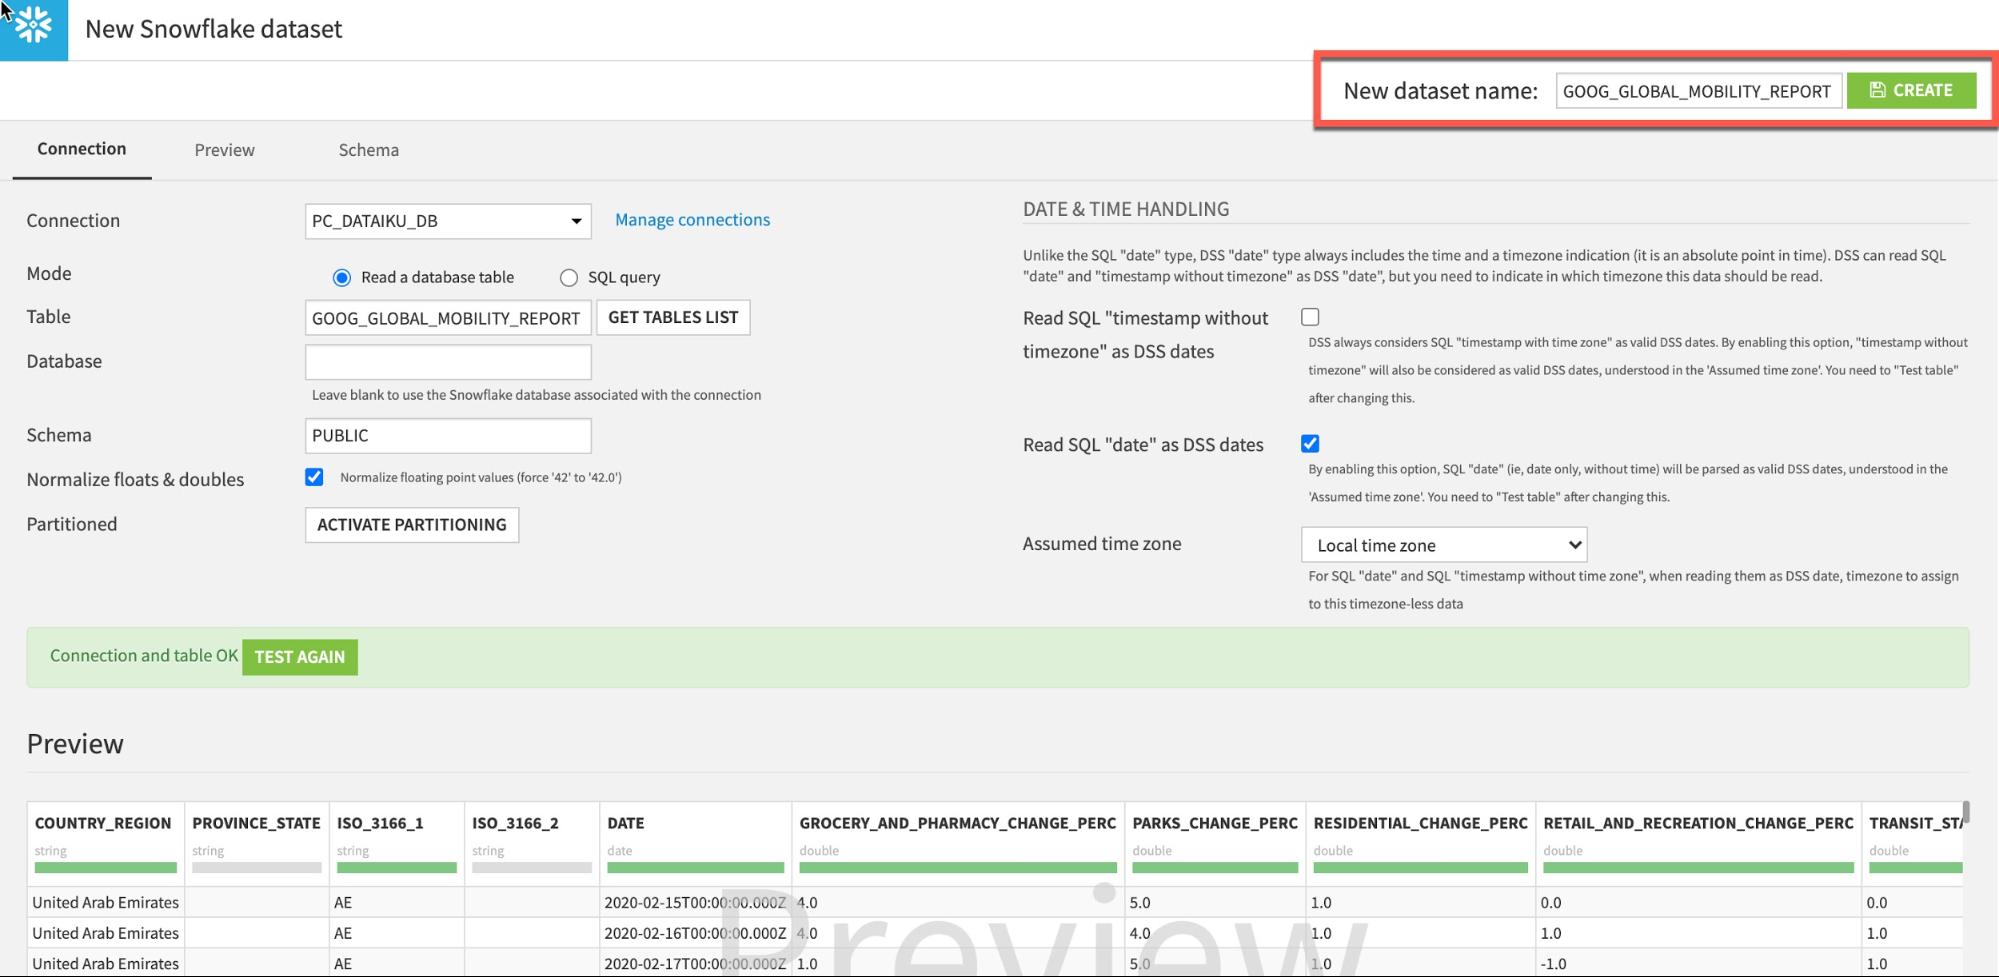 New Snowflake dataset
New dataset name: GOOG_GLOBAL_MOBILITY_REPORT CREATE
Connection Preview Schema
Connection PC_DATAIKU_DB Manage connections
Mode Read a database table SQL query
Table GOOG_GLOBAL_MOBILITY_REPORT GET TABLES LIST
Database
Leave blank to use the Snowflake database associated with the connection
Schema PUBLIC
Normalize floats & doubles Normalize floating point values (force '42' to '42.0')
Partitioned ACTIVATE PARTITIONING
DATE & TIME HANDLING
Unlike the SQL "date" type, DSS "date" type always includes the time and a timezone indication (it is an absolute point in time). DSS can read SQL
"date" and "timestamp without timezone" as DSS "date", but you need to indicate in which timezone this data should be read.
Read SQL "timestamp without
timezone" as DSS dates
DSS always considers SQL "timestamp with time zone" as valid DSS dates. By enabling this option, "timestamp without
timezone" will also be considered as valid DSS dates, understood in the 'Assumed time zone'. You need to "Test table"
after changing this.
Read SQL "date" as DSS dates
By enabling this option, SQL "date" (ie, date only, without time) will be parsed as valid DSS dates, understood in the
'Assumed time zone'. You need to "Test table" after changing this.
Assumed time zone Local time zone
For SQL "date" and SQL "timestamp without time zone", when reading them as DSS date, timezone to assign
to this timezone-less data
Connection and table OK TEST AGAIN
Preview
COUNTRY_REGION PROVINCE_STATE ISO_3166_1 ISO_3166_2 DATE GROCERY_AND_PHARMACY_CHANGE_PERC PARKS_CHANGE_PERC RESIDENTIAL_CHANGE_PERC RETAIL_AND_RECREATION_CHANGE_PERC TRANSIT_STA
string string string string date double double double double double
United Arab Emirates AE 2020-02-15T00:00:00.000Z 4.0 5.0 1.0 0.0 0.0
United Arab Emirates AE 2020-02-16T00:00:00.000Z 4.0 4.0 1.0 1.0 1.0
United Arab Emirates AE 2020-02-17T00:00:00.000Z 1.0 5.0 1.0 -1.0 1.0
Preview